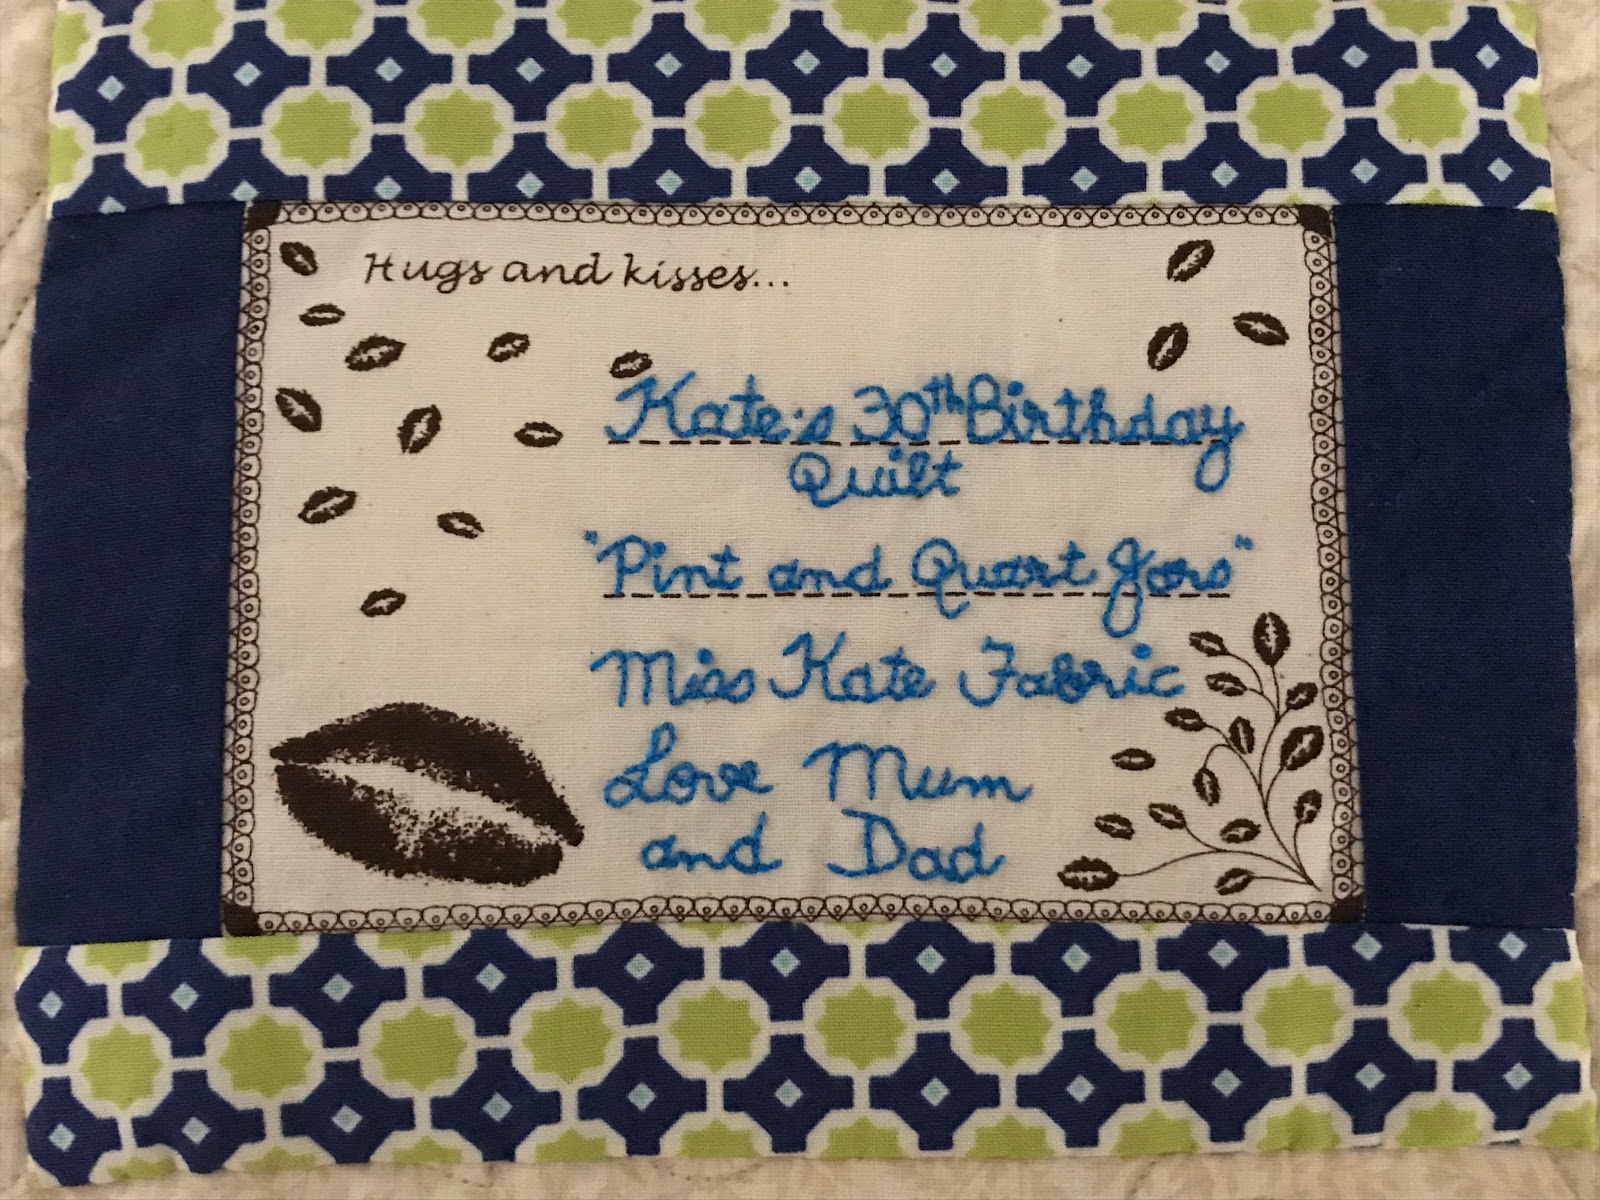 Hugs and kisses...
Kate's 30th Birthday
Quilt
"Pint and Quart Jars"
Miss Kate Fabric
Love Mum
and Dad